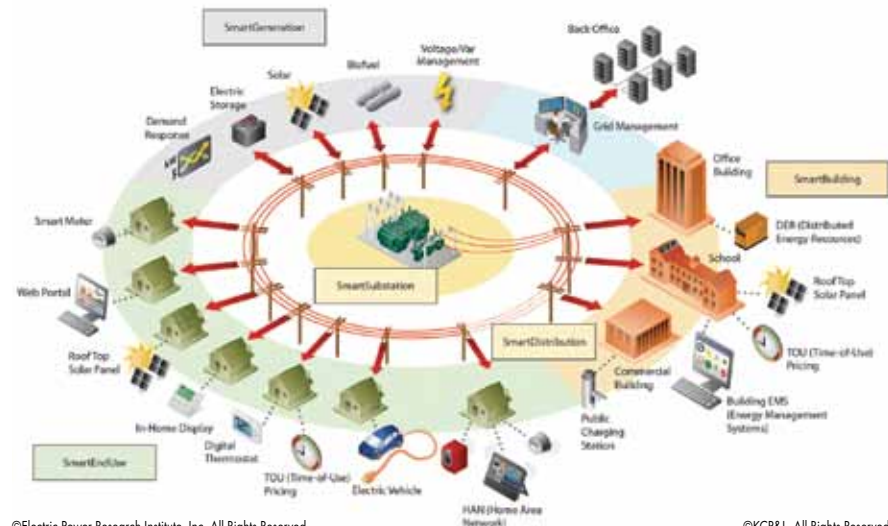 SmartGeneration
Back Office
Voltage/Var
Management
Biofuel
Solar
Electric
Storage
Demand
Response
Grid Management
Office
Building
SmartBuilding
Smart Meter
DER (Distributed
Energy Resources)
School
Web Portal
SmartSubstation
Roof Top
Solar Panel
SmartDistribution
Roof Top
Solar Panel
TOU (Time-of-Use)
Pricing
Commercial
Building
Building EMS
(Energy Management
Systems)
In-Home Display
Public
Charging
Station
Digital
Thermostat
SmartEndUse
TOU (Time-of-Use)
Pricing
Electric Vehicle
HAN (Home Area
Network)
©Electric Power Research Institute, Inc. All Rights Reserved
©KCP&L. All Rights Reserved